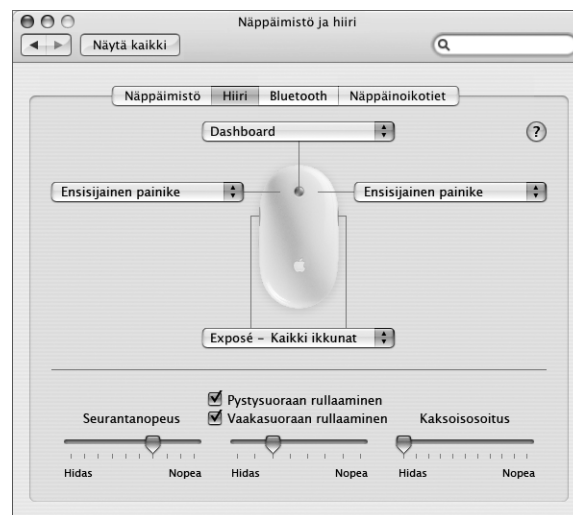 Näppäimistö ja hiiri
Näytä kaikki
Näppäimistö Hiiri Bluetooth Näppäinoikotiet
Dashboard
?
Ensisijainen painike Ensisijainen painike
Exposé – Kaikki ikkunat
Pystysuoraan rullaaminen
Seurantanopeus Vaakasuoraan rullaaminen Kaksoisosoitus
Hidas Nopea Hidas Nopea Hidas Nopea